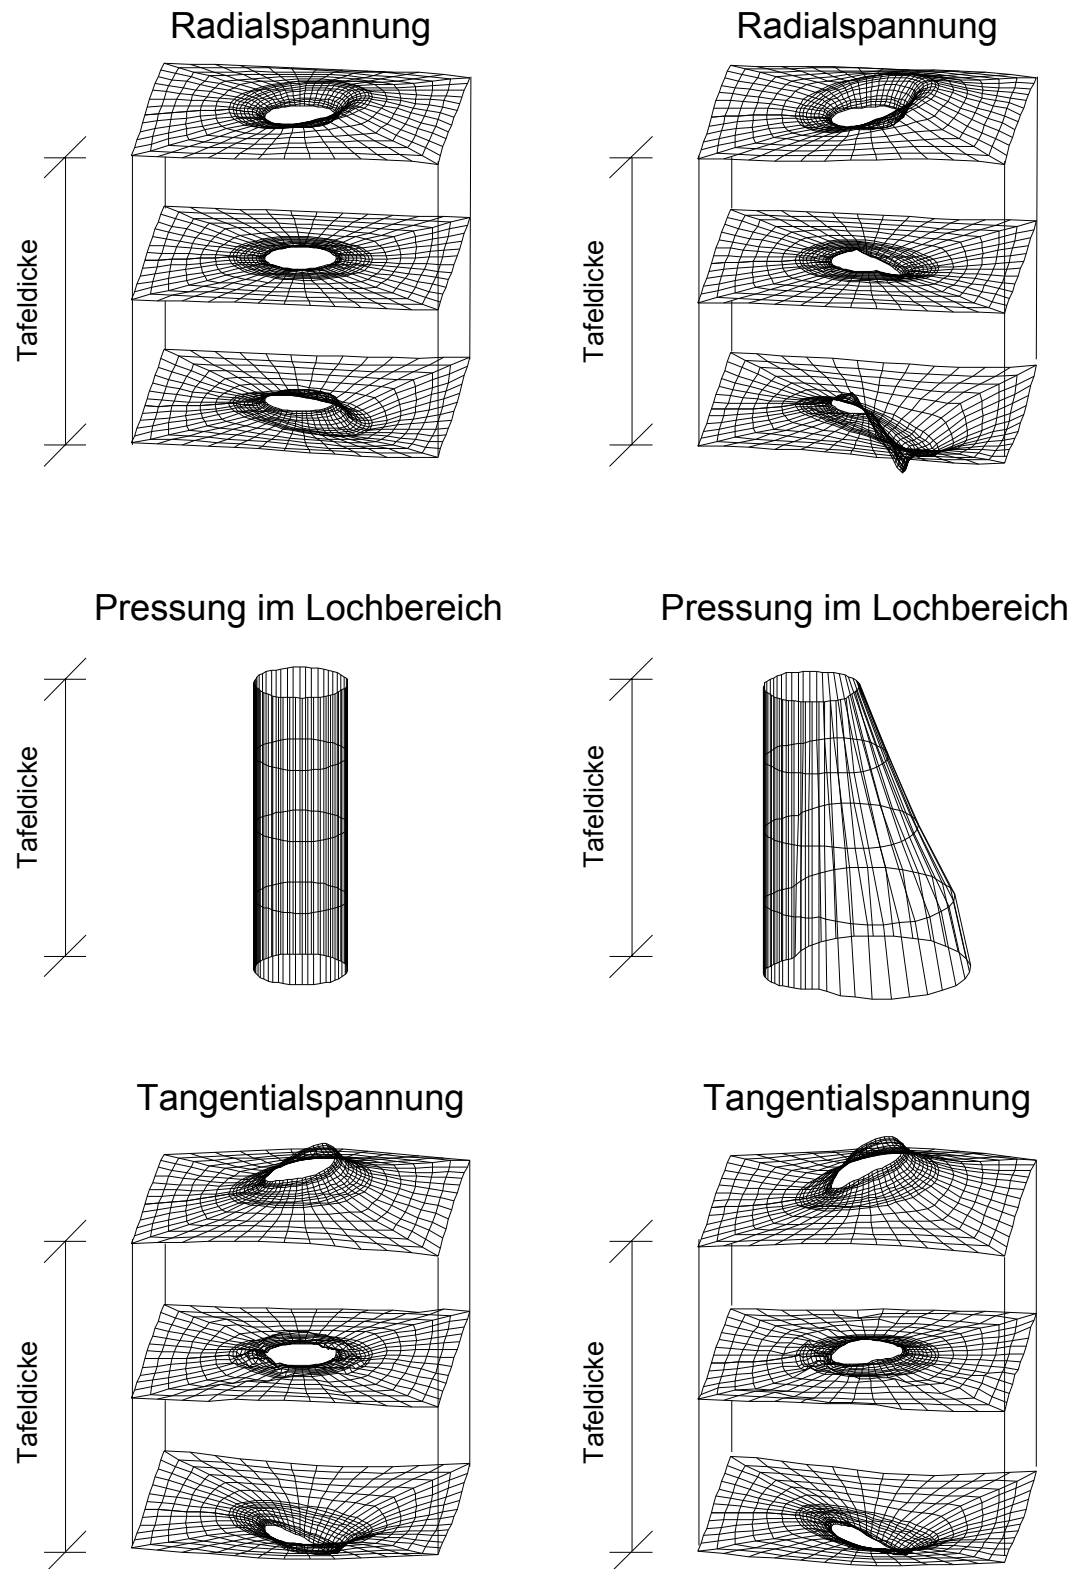 Radialspannung
Radialspannung
Tafeldicke
Tafeldicke
Pressung im Lochbereich
Pressung im Lochbereich
Tafeldicke
Tafeldicke
Tangentialspannung
Tangentialspannung
Tafeldicke
Tafeldicke